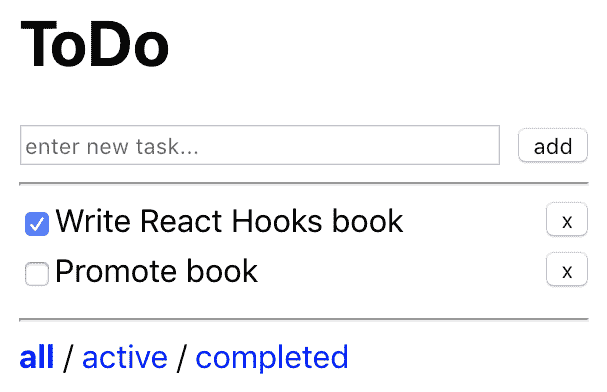 ToDo
enter new task... add
Write React Hooks book x
Promote book x
all / active / completed